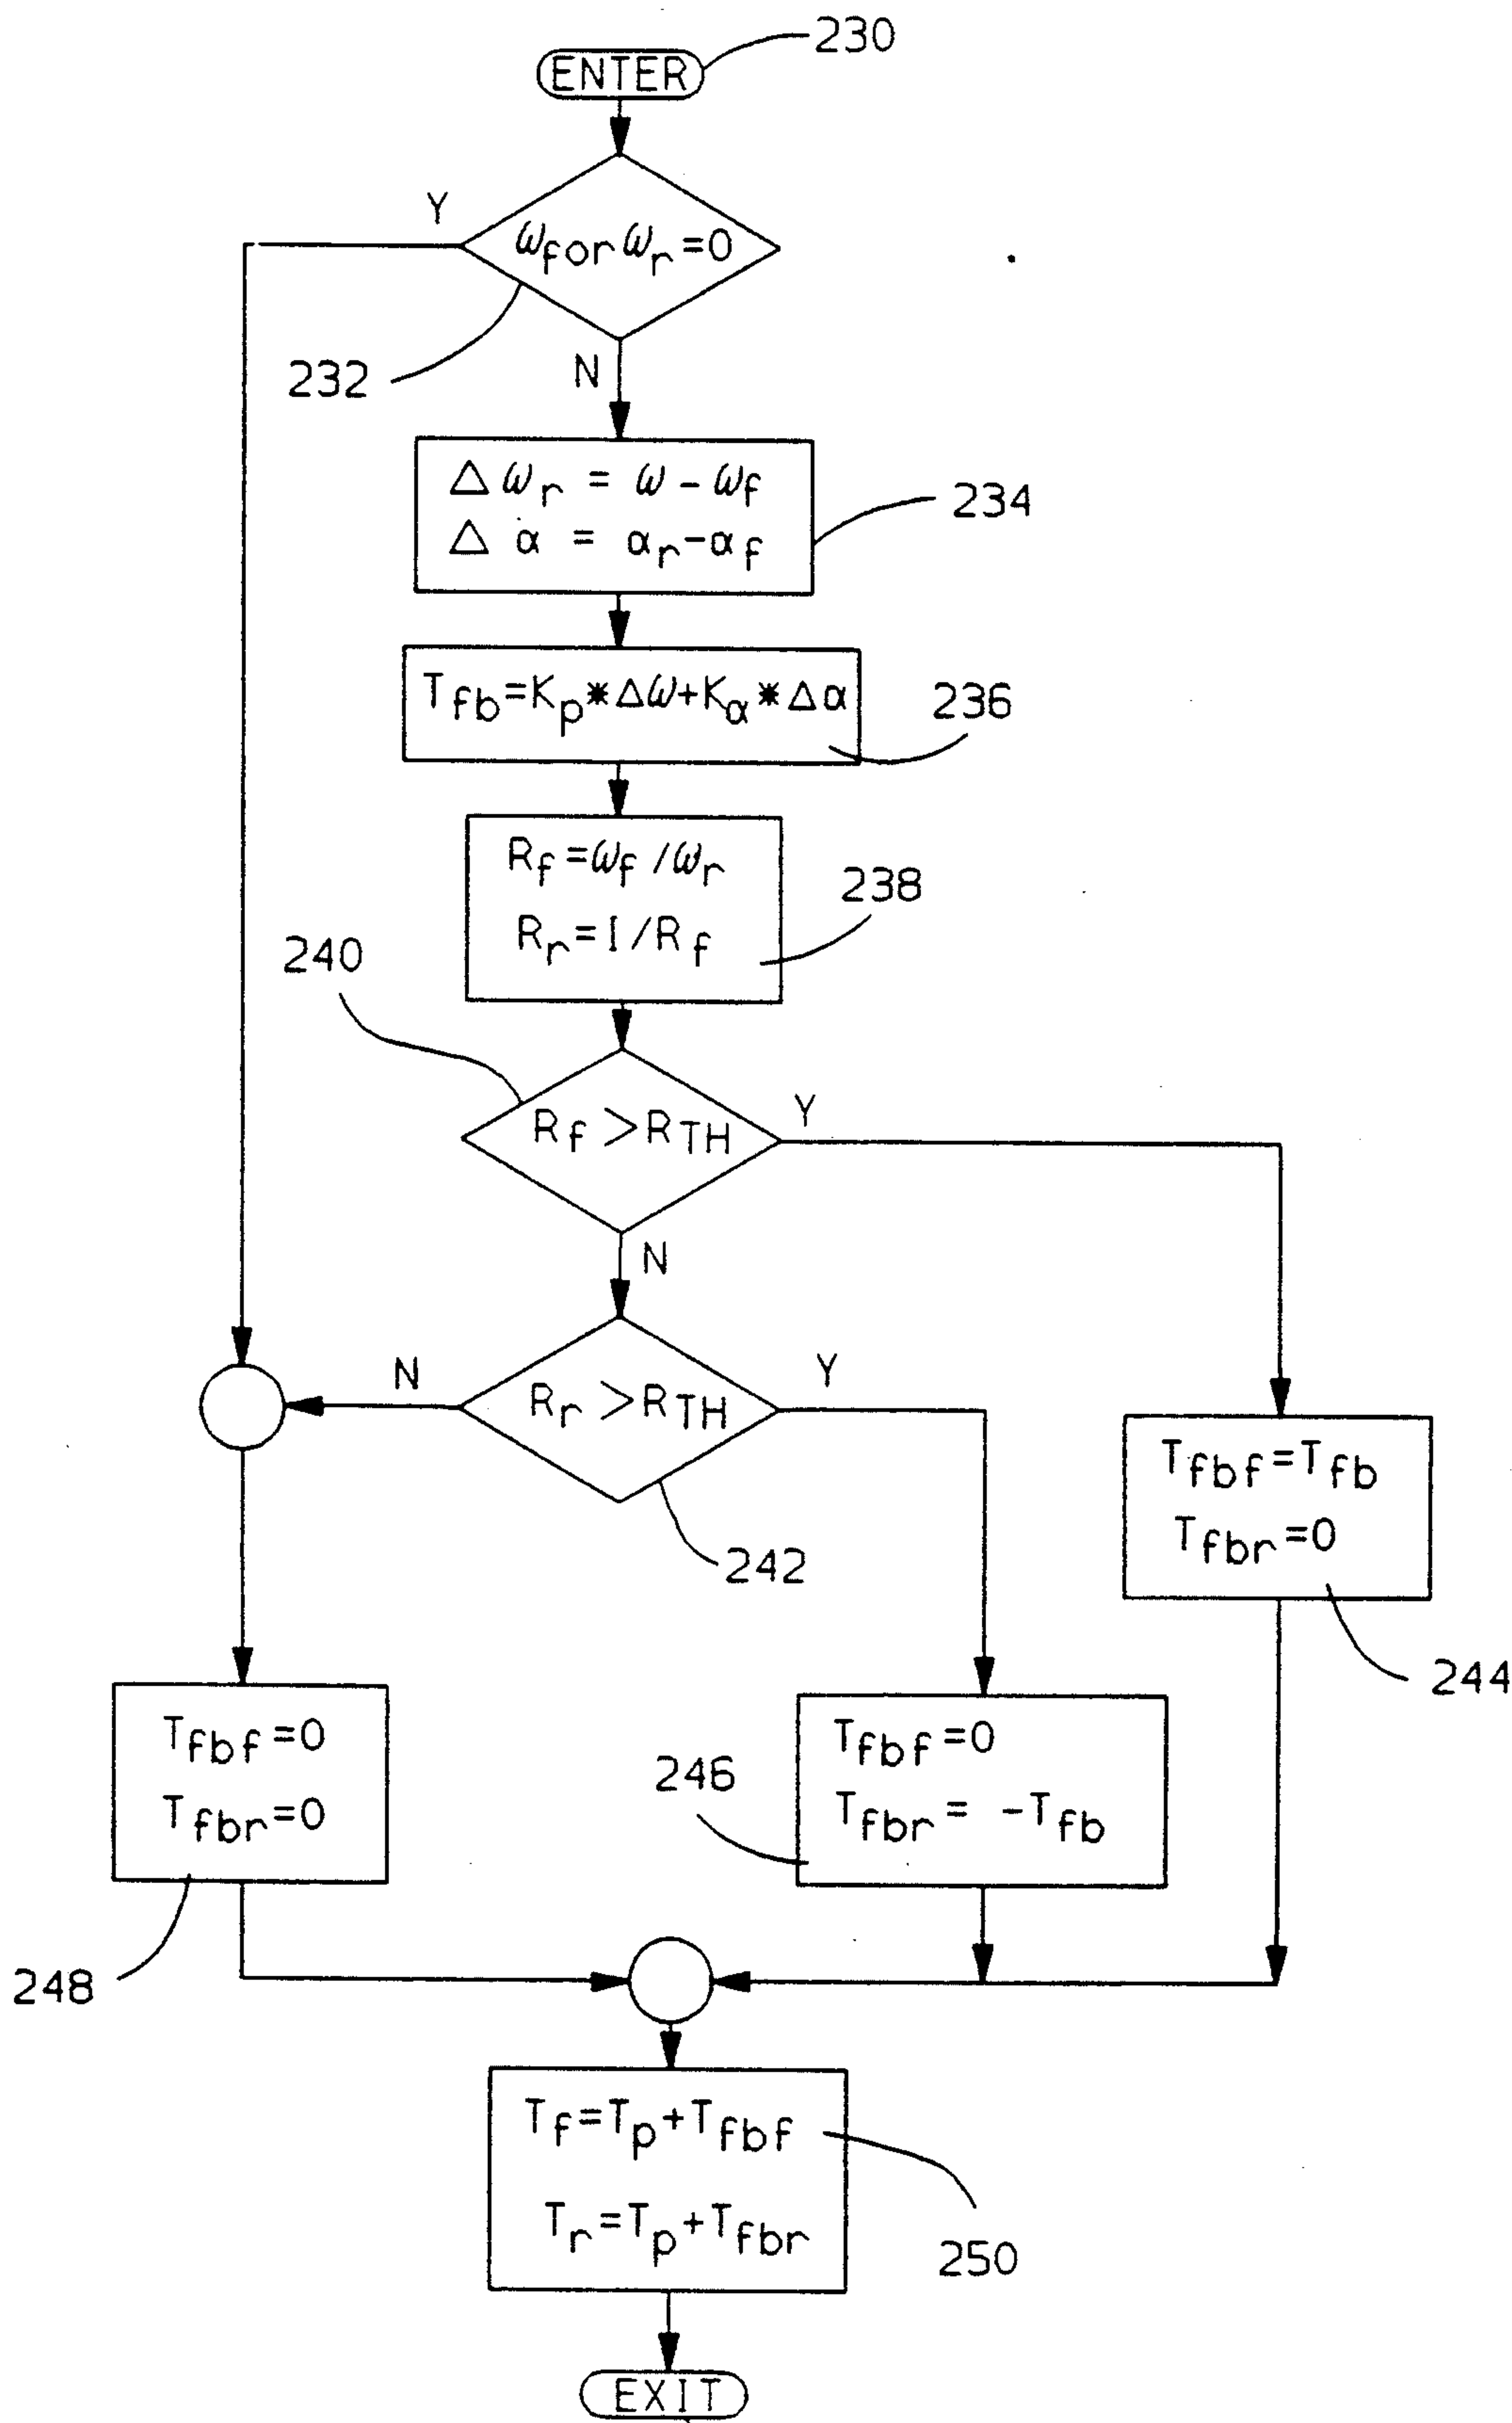 230
ENTER
Y
ωf or ωr=0
232
N
Δ ωr = ω - ωf
Δ α = αr-αf
234
Tfb=Kp*Δω+Kα*Δα
236
Rf=ωf/ωr
Rr=1/Rf
238
240
Rf>RTH
Y
N
N
Rr>RTH
Y
242
Tfbf=Tfb
Tfbr=0
244
Tfbf=0
Tfbr=0
248
Tfbf=0
Tfbr= -Tfb
246
Tf=Tp+Tfbf
Tr=Tp+Tfbr
250
EXIT